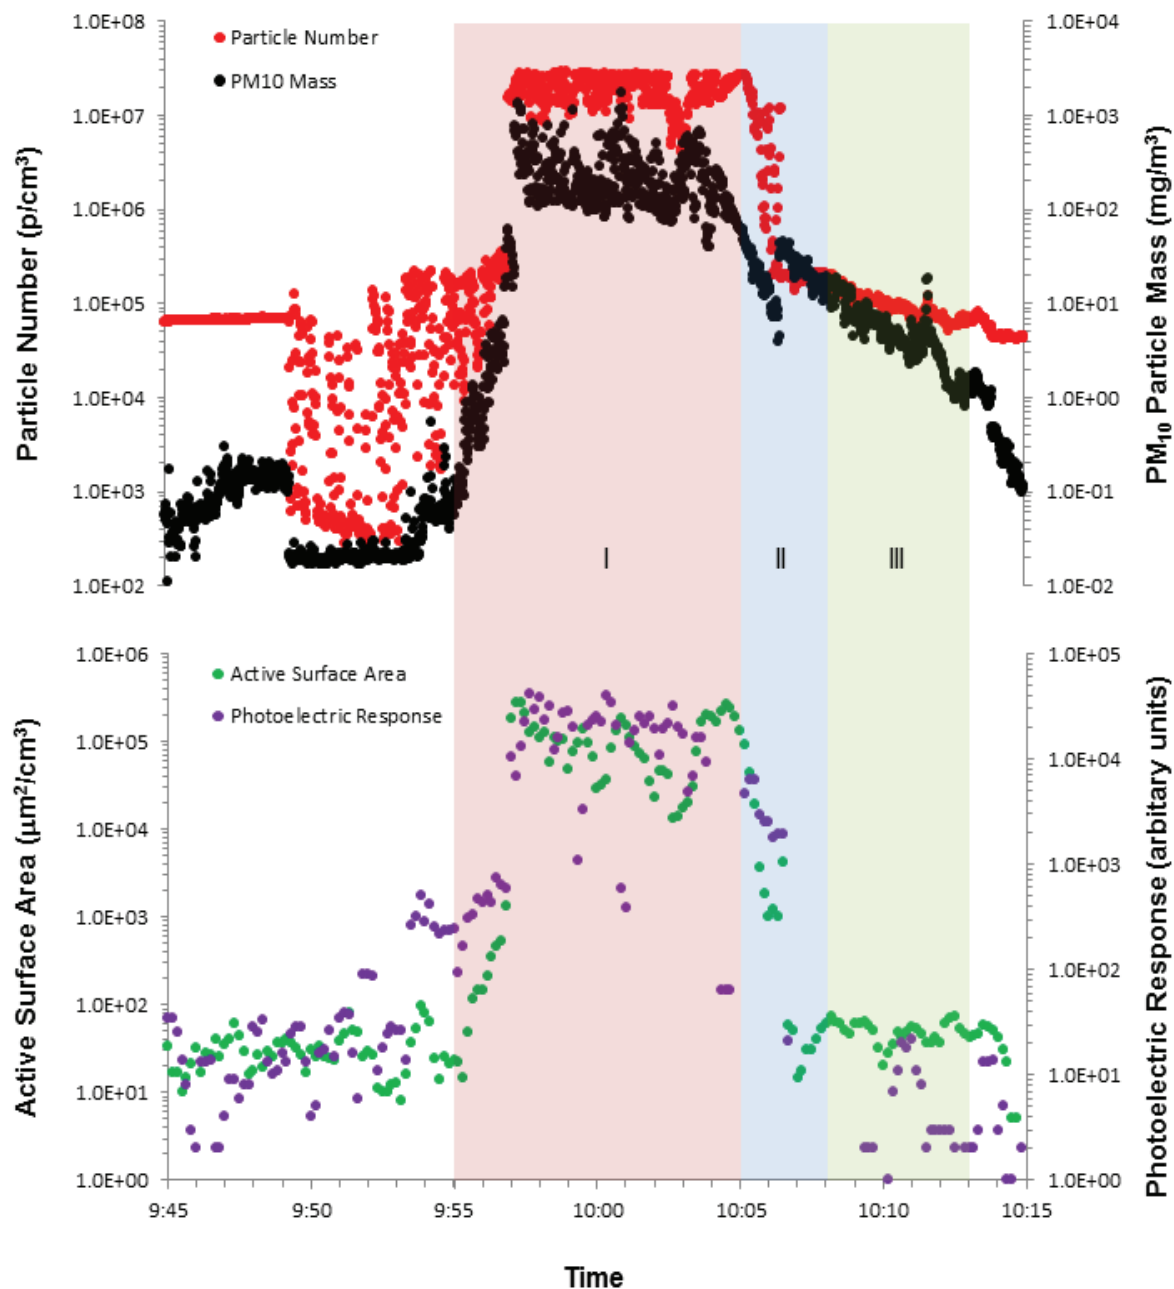 1.0E+08
1.0E+07
1.0E+06
1.0E+05
1.0E+04
1.0E+03
1.0E+02
Particle Number (p/cm³)
Particle Number
PM10 Mass
I
II
III
1.0E+04
1.0E+03
1.0E+02
1.0E+01
1.0E+00
1.0E-01
1.0E-02
PM₁₀ Particle Mass (mg/m³)
1.0E+06
1.0E+05
1.0E+04
1.0E+03
1.0E+02
1.0E+01
1.0E+00
Active Surface Area (µm²/cm³)
Active Surface Area
Photoelectric Response
1.0E+05
1.0E+04
1.0E+03
1.0E+02
1.0E+01
1.0E+00
Photoelectric Response (arbitary units)
9:45 9:50 9:55 10:00 10:05 10:10 10:15
Time